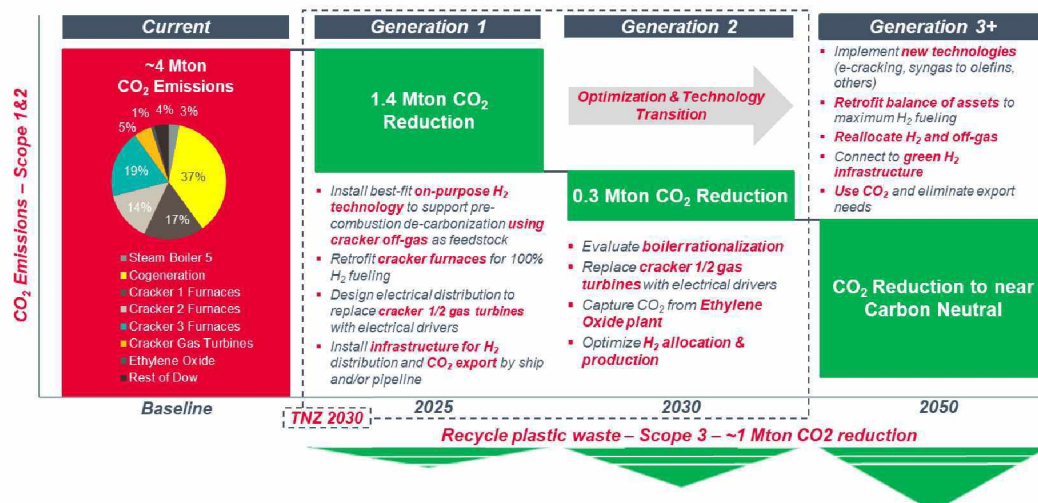 Current
Generation 1
Generation 2
Generation 3+
CO₂ Emissions – Scope 1&2
~4 Mton
CO₂ Emissions
1%
4%
3%
5%
19%
37%
14%
17%
Steam Boiler 5
Cogeneration
Cracker 1 Furnaces
Cracker 2 Furnaces
Cracker 3 Furnaces
Cracker Gas Turbines
Ethylene Oxide
Rest of Dow
1.4 Mton CO₂
Reduction
▪ Install best-fit on-purpose H₂
technology to support pre-
combustion de-carbonization using
cracker off-gas as feedstock
▪ Retrofit cracker furnaces for 100%
H₂ fueling
▪ Design electrical distribution to
replace cracker 1/2 gas turbines
with electrical drivers
▪ Install infrastructure for H₂
distribution and CO₂ export by ship
and/or pipeline
Optimization & Technology
Transition
0.3 Mton CO₂ Reduction
▪ Evaluate boiler rationalization
▪ Replace cracker 1/2 gas
turbines with electrical drivers
▪ Capture CO₂ from Ethylene
Oxide plant
▪ Optimize H₂ allocation &
production
▪ Implement new technologies
(e-cracking, syngas to olefins,
others)
▪ Retrofit balance of assets to
maximum H₂ fueling
▪ Reallocate H₂ and off-gas
▪ Connect to green H₂
infrastructure
▪ Use CO₂ and eliminate export
needs
CO₂ Reduction to near
Carbon Neutral
Baseline
2025
2030
2050
TNZ 2030
Recycle plastic waste – Scope 3 – ~1 Mton CO2 reduction